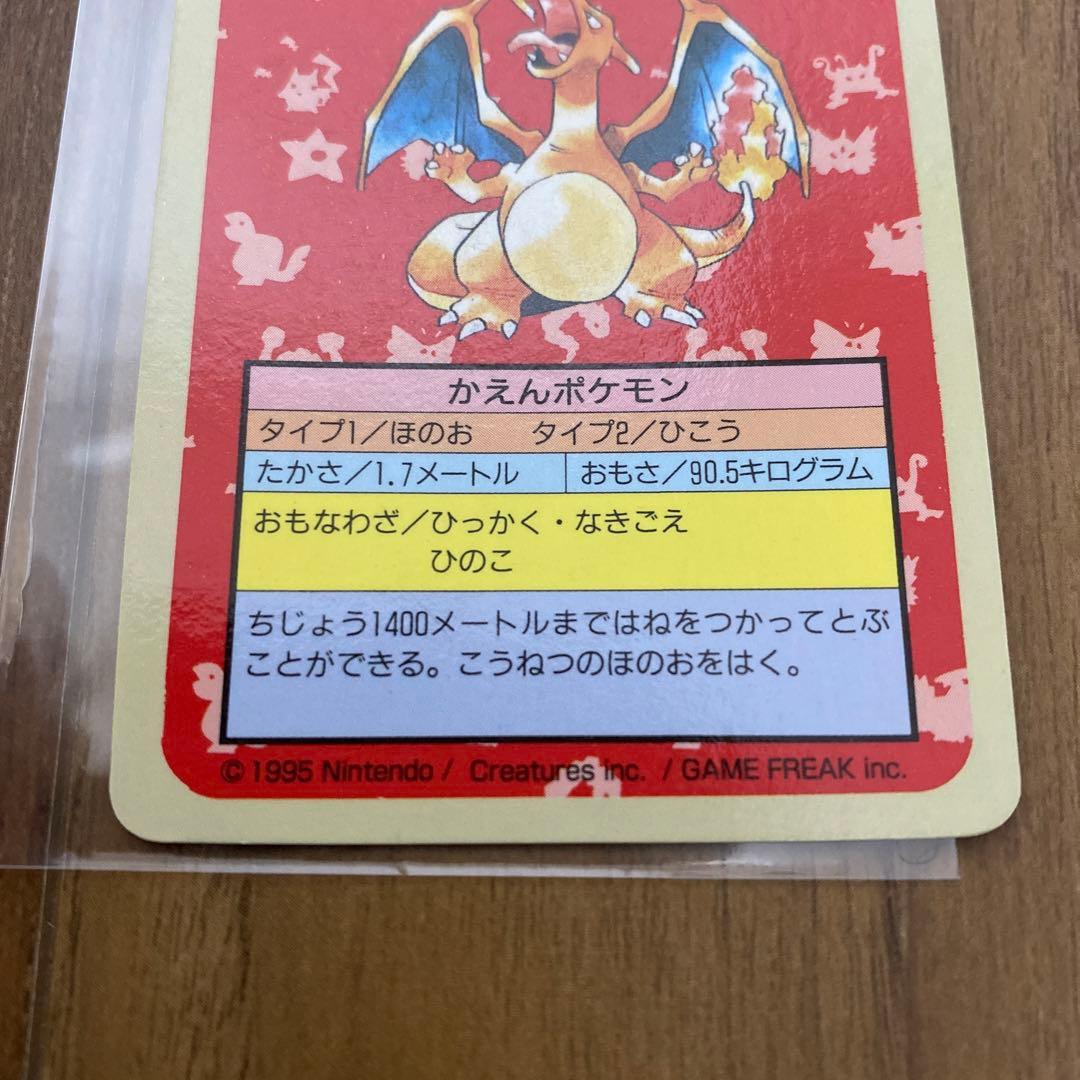 かえんポケモン
タイプ1／ほのお　タイプ2／ひこう
たかさ／1.7メートル　おもさ／90.5キログラム
おもなわざ／ひっかく・なきごえ
ひのこ
ちじょう1400メートルまではねをつかってとぶ
ことができる。こうねつのほのおをはく。
© 1995 Nintendo / Creatures inc. / GAME FREAK inc.